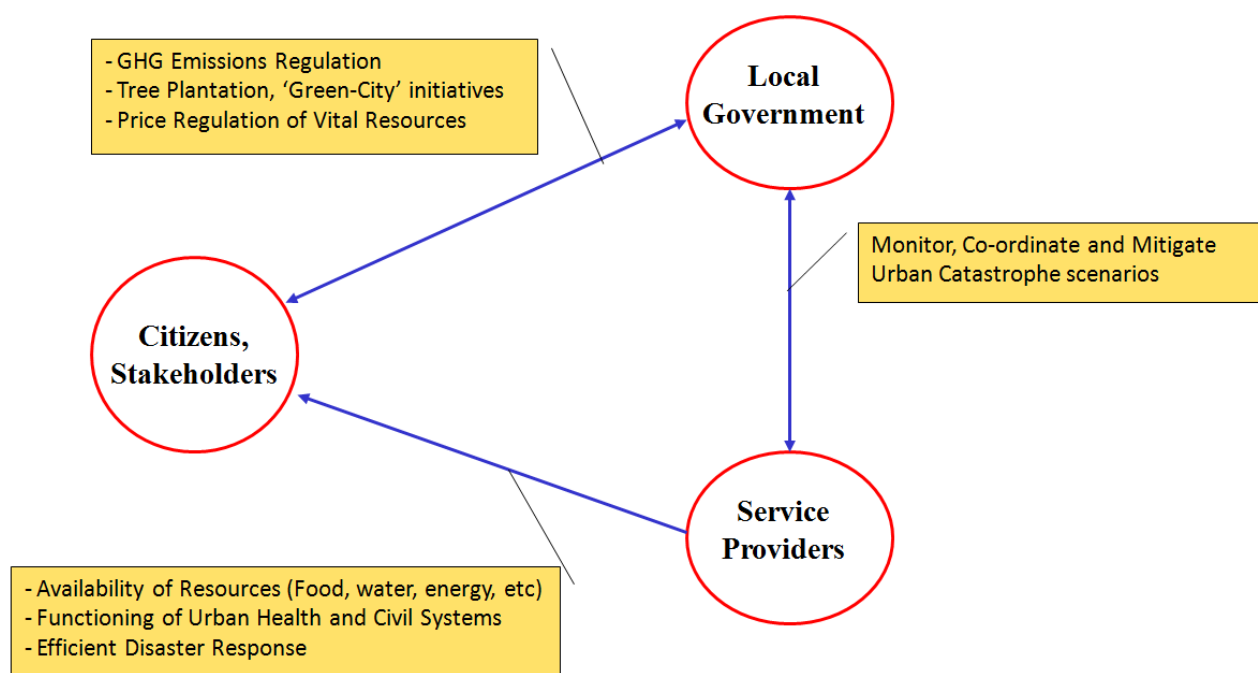 - GHG Emissions Regulation
- Tree Plantation, ‘Green-City’ initiatives
- Price Regulation of Vital Resources
Local
Government
Monitor, Co-ordinate and Mitigate
Urban Catastrophe scenarios
Citizens,
Stakeholders
Service
Providers
- Availability of Resources (Food, water, energy, etc)
- Functioning of Urban Health and Civil Systems
- Efficient Disaster Response